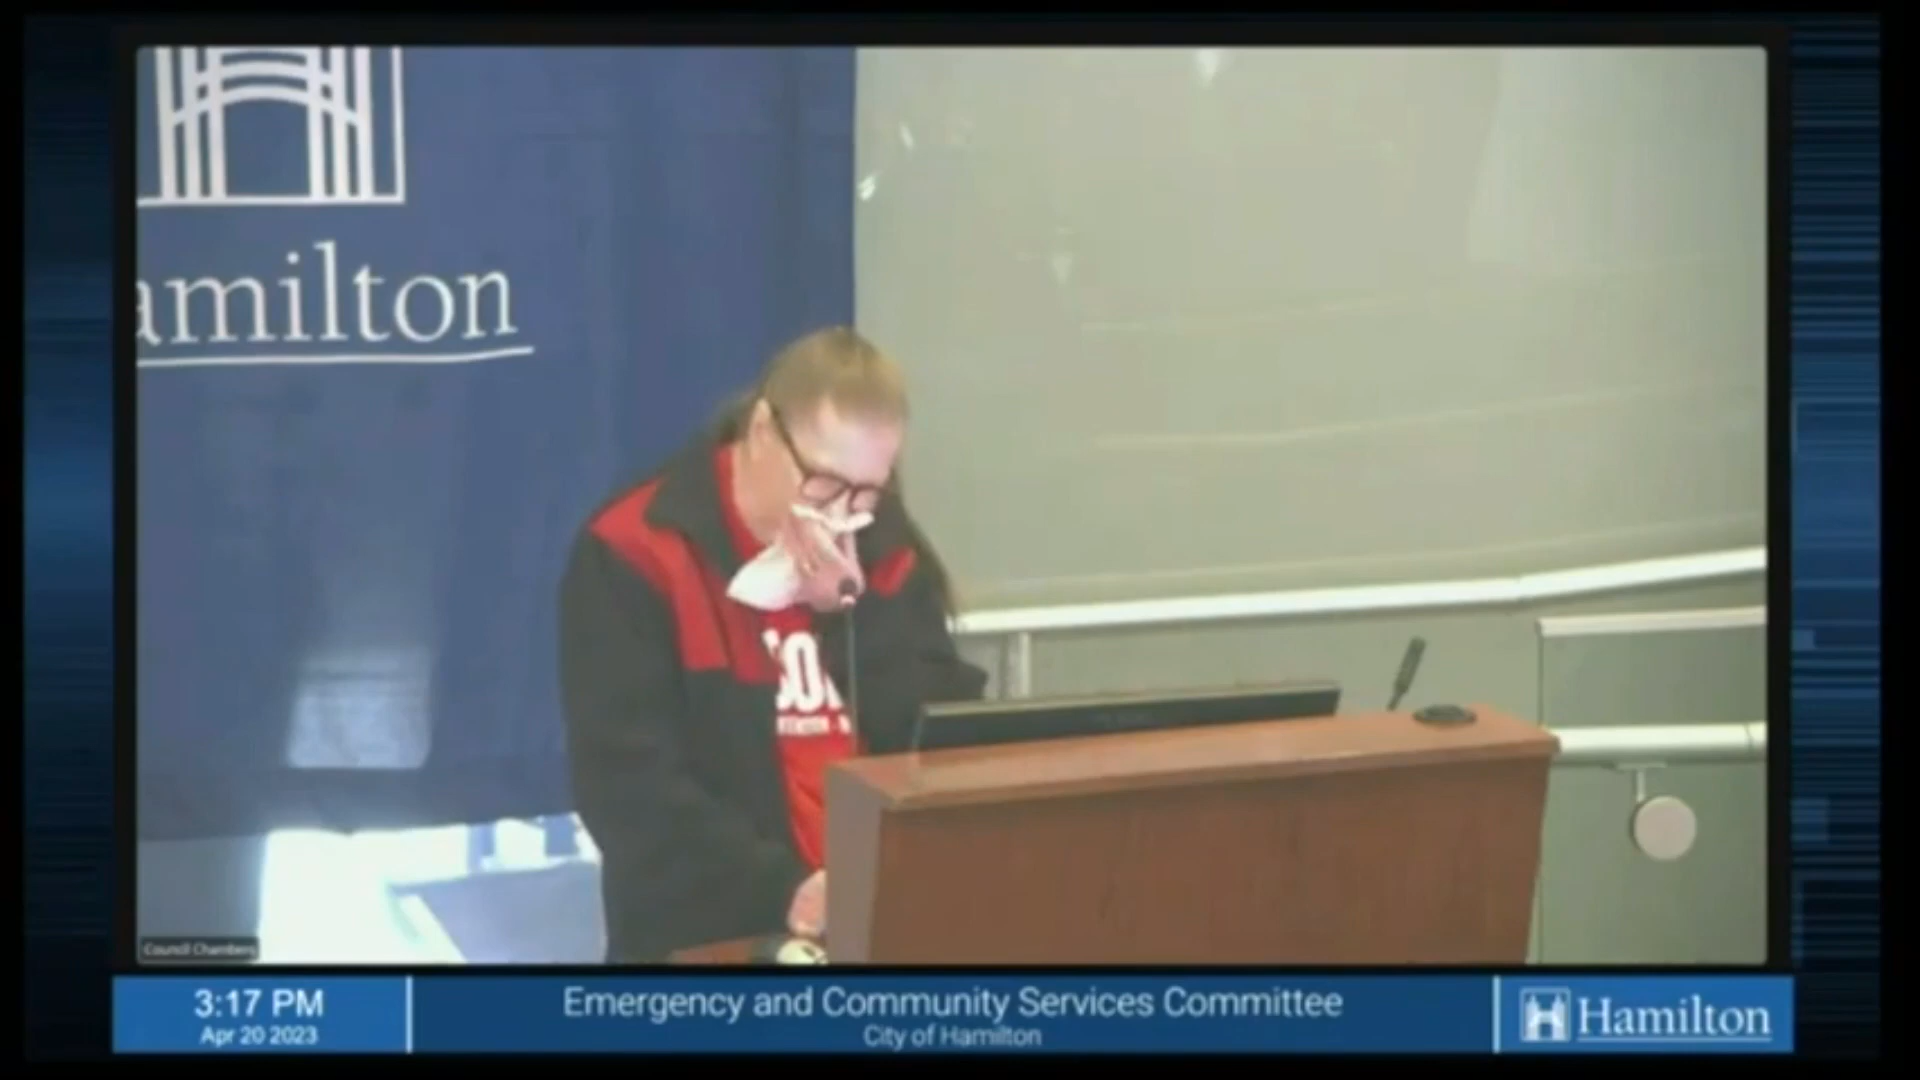 amilton
Council Chambers
3:17 PM
Apr 20 2023
Emergency and Community Services Committee
City of Hamilton
Hamilton